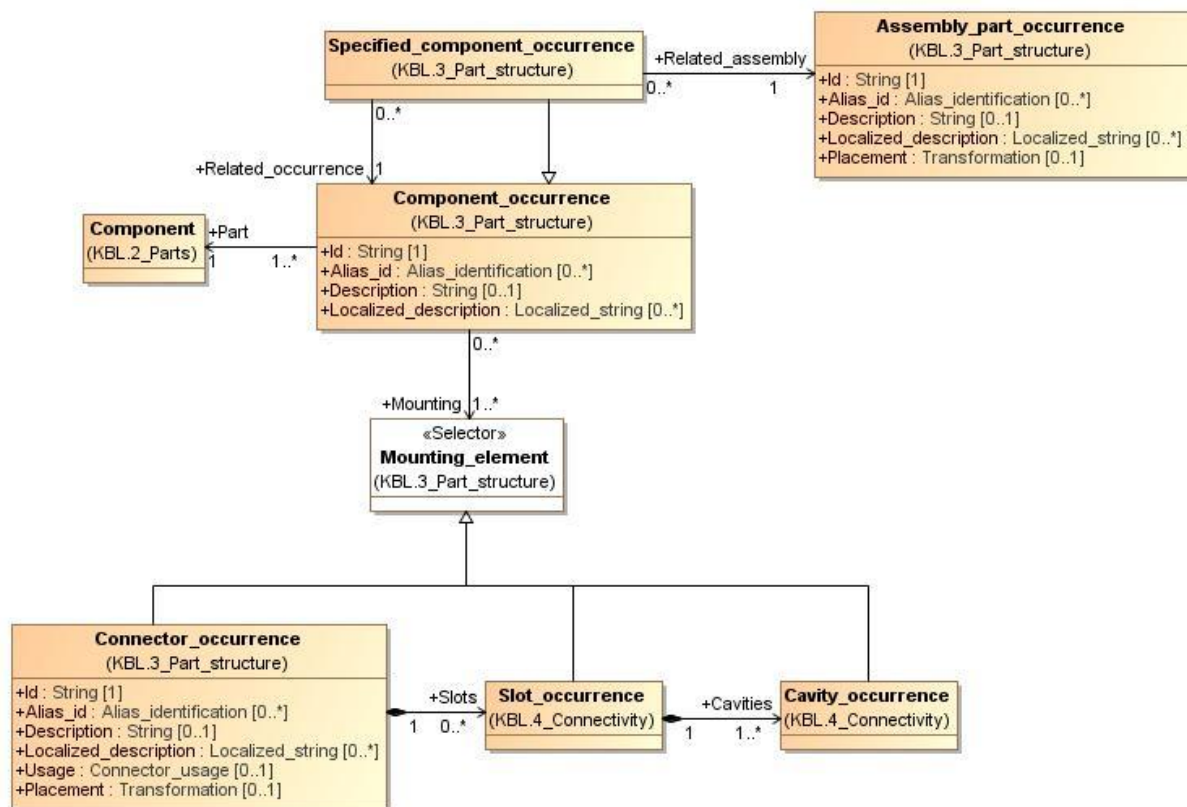 Specified_component_occurrence
(KBL.3_Part_structure)
+Related_assembly
0..*
1
Assembly_part_occurrence
(KBL.3_Part_structure)
+Id : String [1]
+Alias_id : Alias_identification [0..*]
+Description : String [0..1]
+Localized_description : Localized_string [0..*]
+Placement : Transformation [0..1]
0..*
+Related_occurrence 1
Component
(KBL.2_Parts)
+Part
1
1..*
Component_occurrence
(KBL.3_Part_structure)
+Id : String [1]
+Alias_id : Alias_identification [0..*]
+Description : String [0..1]
+Localized_description : Localized_string [0..*]
0..*
+Mounting 1..*
«Selector»
Mounting_element
(KBL.3_Part_structure)
Connector_occurrence
(KBL.3_Part_structure)
+Id : String [1]
+Alias_id : Alias_identification [0..*]
+Description : String [0..1]
+Localized_description : Localized_string [0..*]
+Usage : Connector_usage [0..1]
+Placement : Transformation [0..1]
+Slots
1
0..*
Slot_occurrence
(KBL.4_Connectivity)
+Cavities
1
1..*
Cavity_occurrence
(KBL.4_Connectivity)